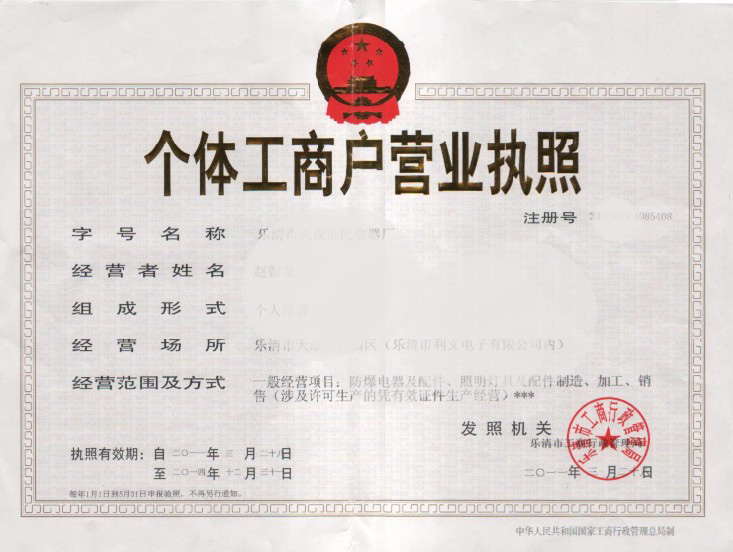 个体工商户营业执照
注册号 085408
字号名称 乐清市 电器厂
经营者姓名 赵
组成形式 个人经营
经营场所 乐清市天 区（乐清市利文电子有限公司内）
经营范围及方式 一般经营项目：防爆电器及配件、照明灯具及配件制造、加工、销
售（涉及许可生产的凭有效证件生产经营）***
发照机关
乐清市工商行政管理局
执照有效期：自二〇一一年 三 月二十八日
至二〇一四年十二月三十一日
二〇一一年 三 月 日
每年1月1日到5月31日申报验照，不再另行通知。
中华人民共和国国家工商行政管理总局制